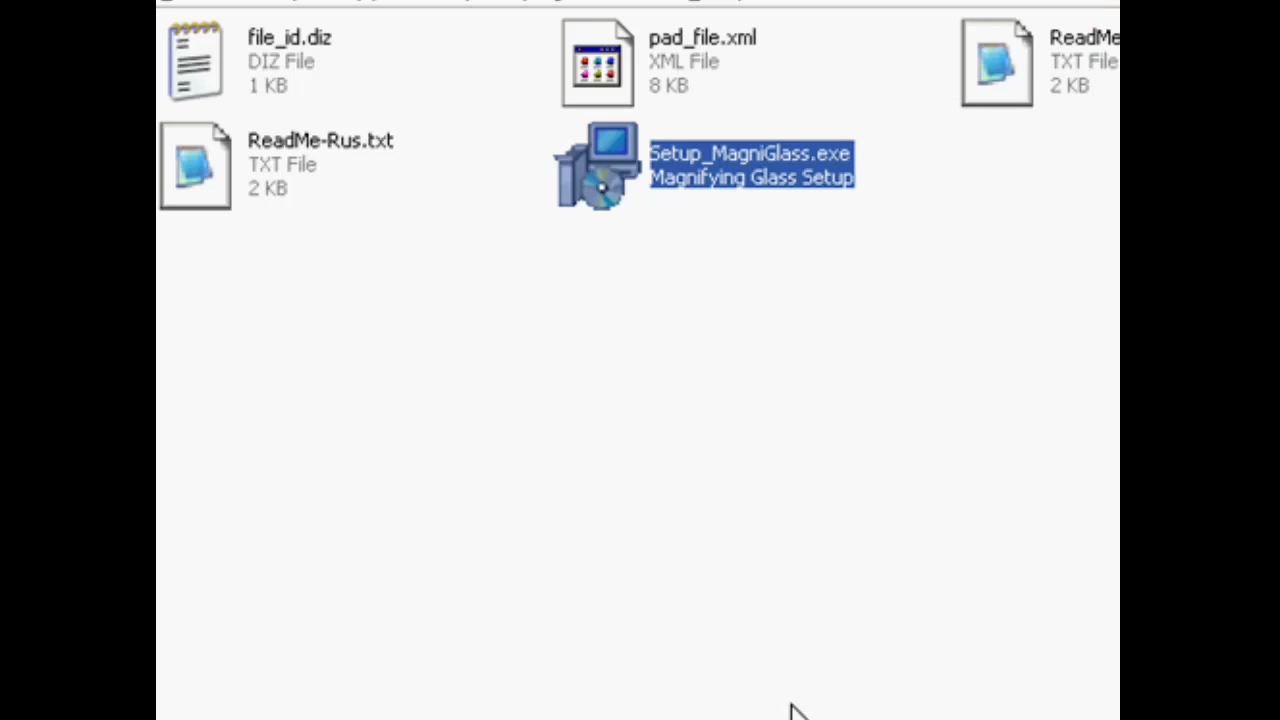 file_id.diz
DIZ File
1 KB
pad_file.xml
XML File
8 KB
ReadMe
TXT File
2 KB
ReadMe-Rus.txt
TXT File
2 KB
Setup_MagniGlass.exe
Magnifying Glass Setup